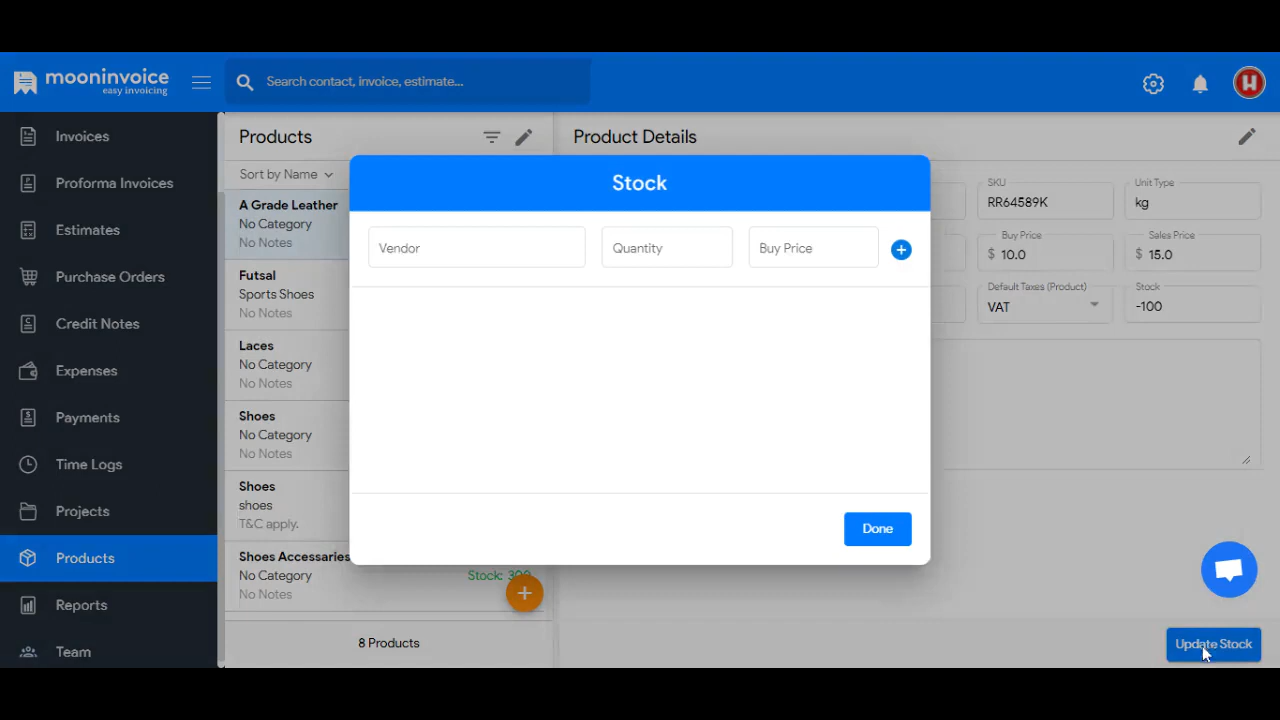 mooninvoice
easy invoicing
Search contact, invoice, estimate...
H
Invoices
Proforma Invoices
Estimates
Purchase Orders
Credit Notes
Expenses
Payments
Time Logs
Projects
Products
Reports
Team
Products
Sort by Name
A Grade Leather
No Category
No Notes
Futsal
Sports Shoes
No Notes
Laces
No Category
No Notes
Shoes
No Category
No Notes
Shoes
shoes
T&C apply.
Shoes Accessaries
No Category
Stock: 300
No Notes
8 Products
Product Details
SKU
RR64589K
Unit Type
kg
Buy Price
$ 10.0
Sales Price
$ 15.0
Default Taxes (Product)
VAT
Stock
-100
Update Stock
Stock
Vendor
Quantity
Buy Price
Done